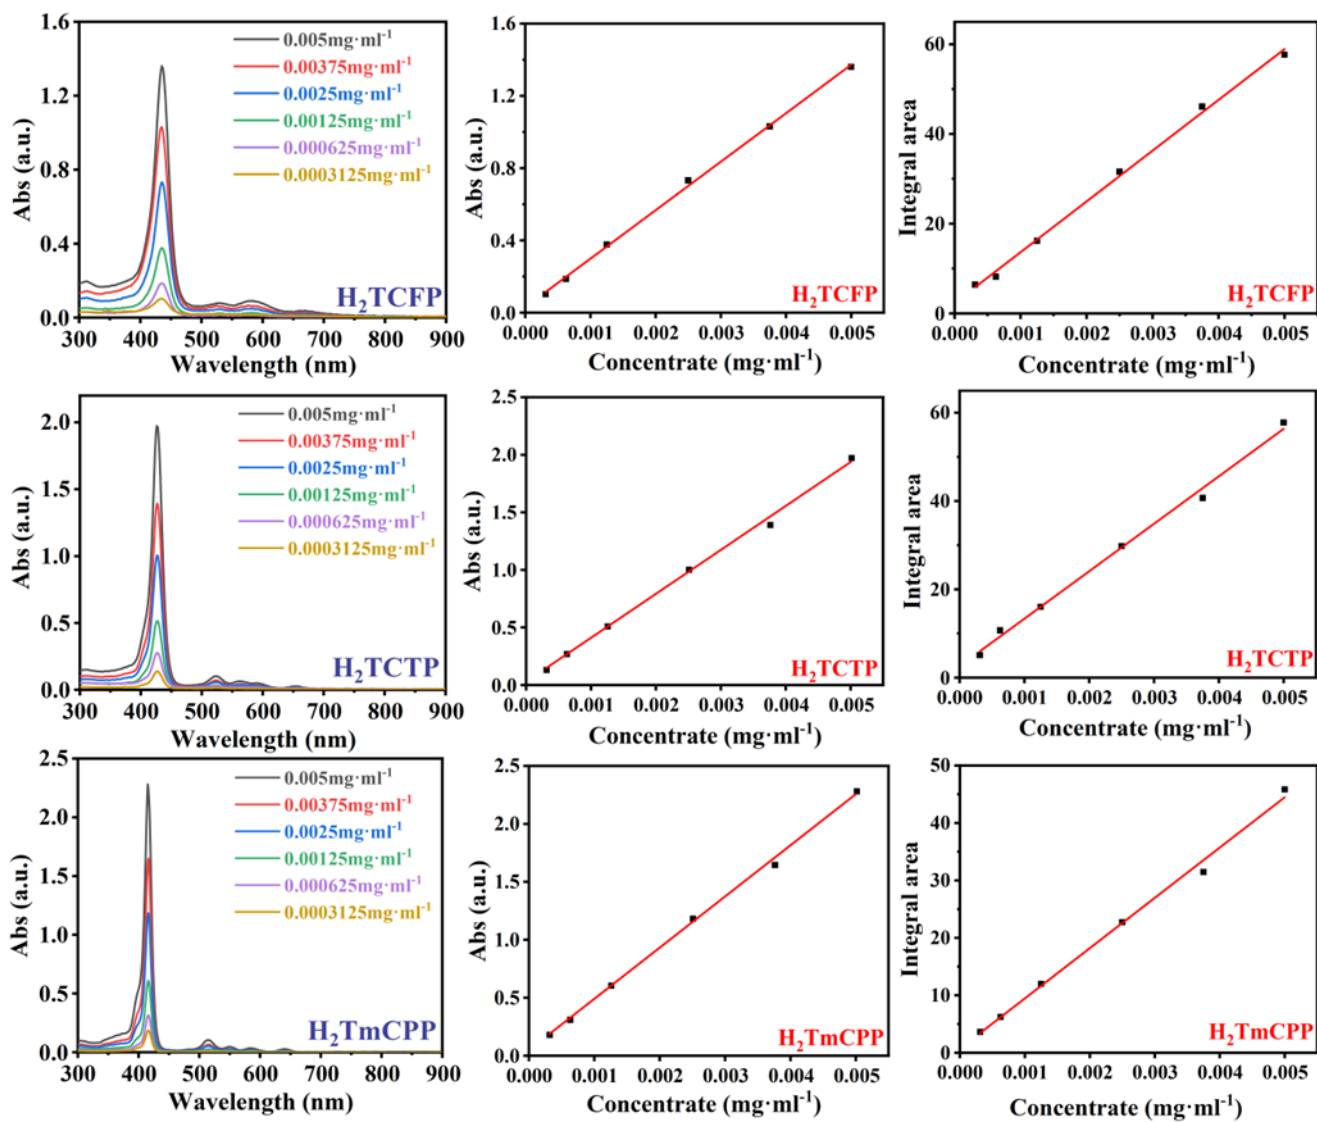 1.6
1.2
0.8
0.4
0.0
Abs (a.u.)
0.005mg·ml⁻¹
0.00375mg·ml⁻¹
0.0025mg·ml⁻¹
0.00125mg·ml⁻¹
0.000625mg·ml⁻¹
0.0003125mg·ml⁻¹
H₂TCFP
300 400 500 600 700 800 900
Wavelength (nm)
1.6
1.2
0.8
0.4
0.0
Abs (a.u.)
H₂TCFP
0.000 0.001 0.002 0.003 0.004 0.005
Concentrate (mg·ml⁻¹)
60
40
20
0
Integral area
H₂TCFP
0.000 0.001 0.002 0.003 0.004 0.005
Concentrate (mg·ml⁻¹)
2.0
1.5
1.0
0.5
0.0
Abs (a.u.)
0.005mg·ml⁻¹
0.00375mg·ml⁻¹
0.0025mg·ml⁻¹
0.00125mg·ml⁻¹
0.000625mg·ml⁻¹
0.0003125mg·ml⁻¹
H₂TCTP
300 400 500 600 700 800 900
Wavelength (nm)
2.5
2.0
1.5
1.0
0.5
0.0
Abs (a.u.)
H₂TCTP
0.000 0.001 0.002 0.003 0.004 0.005
Concentrate (mg·ml⁻¹)
60
40
20
0
Integral area
H₂TCTP
0.000 0.001 0.002 0.003 0.004 0.005
Concentrate (mg·ml⁻¹)
2.5
2.0
1.5
1.0
0.5
0.0
Abs (a.u.)
0.005mg·ml⁻¹
0.00375mg·ml⁻¹
0.0025mg·ml⁻¹
0.00125mg·ml⁻¹
0.000625mg·ml⁻¹
0.0003125mg·ml⁻¹
H₂TmCPP
300 400 500 600 700 800 900
Wavelength (nm)
2.5
2.0
1.5
1.0
0.5
0.0
Abs (a.u.)
H₂TmCPP
0.000 0.001 0.002 0.003 0.004 0.005
Concentrate (mg·ml⁻¹)
50
40
30
20
10
0
Integral area
H₂TmCPP
0.000 0.001 0.002 0.003 0.004 0.005
Concentrate (mg·ml⁻¹)